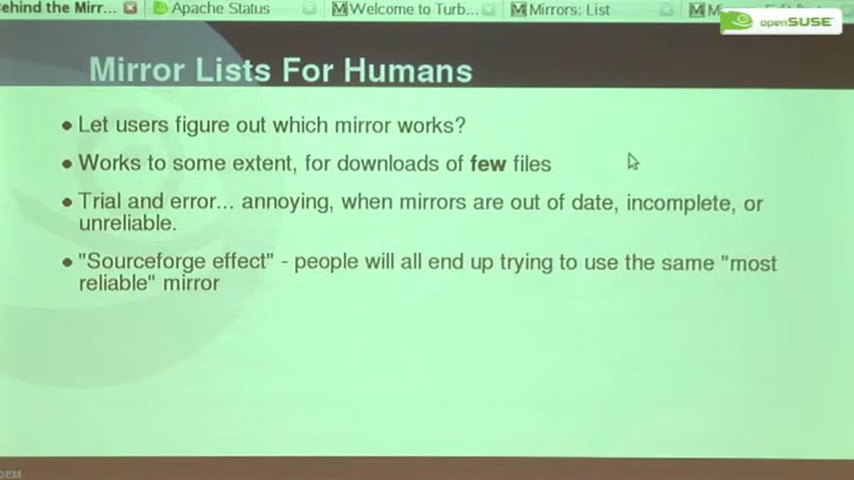 ehind the Mirr...
Apache Status
Welcome to Turb...
Mirrors: List
openSUSE
Mirror Lists For Humans
• Let users figure out which mirror works?
• Works to some extent, for downloads of few files
• Trial and error... annoying, when mirrors are out of date, incomplete, or
unreliable.
• "Sourceforge effect" - people will all end up trying to use the same "most
reliable" mirror